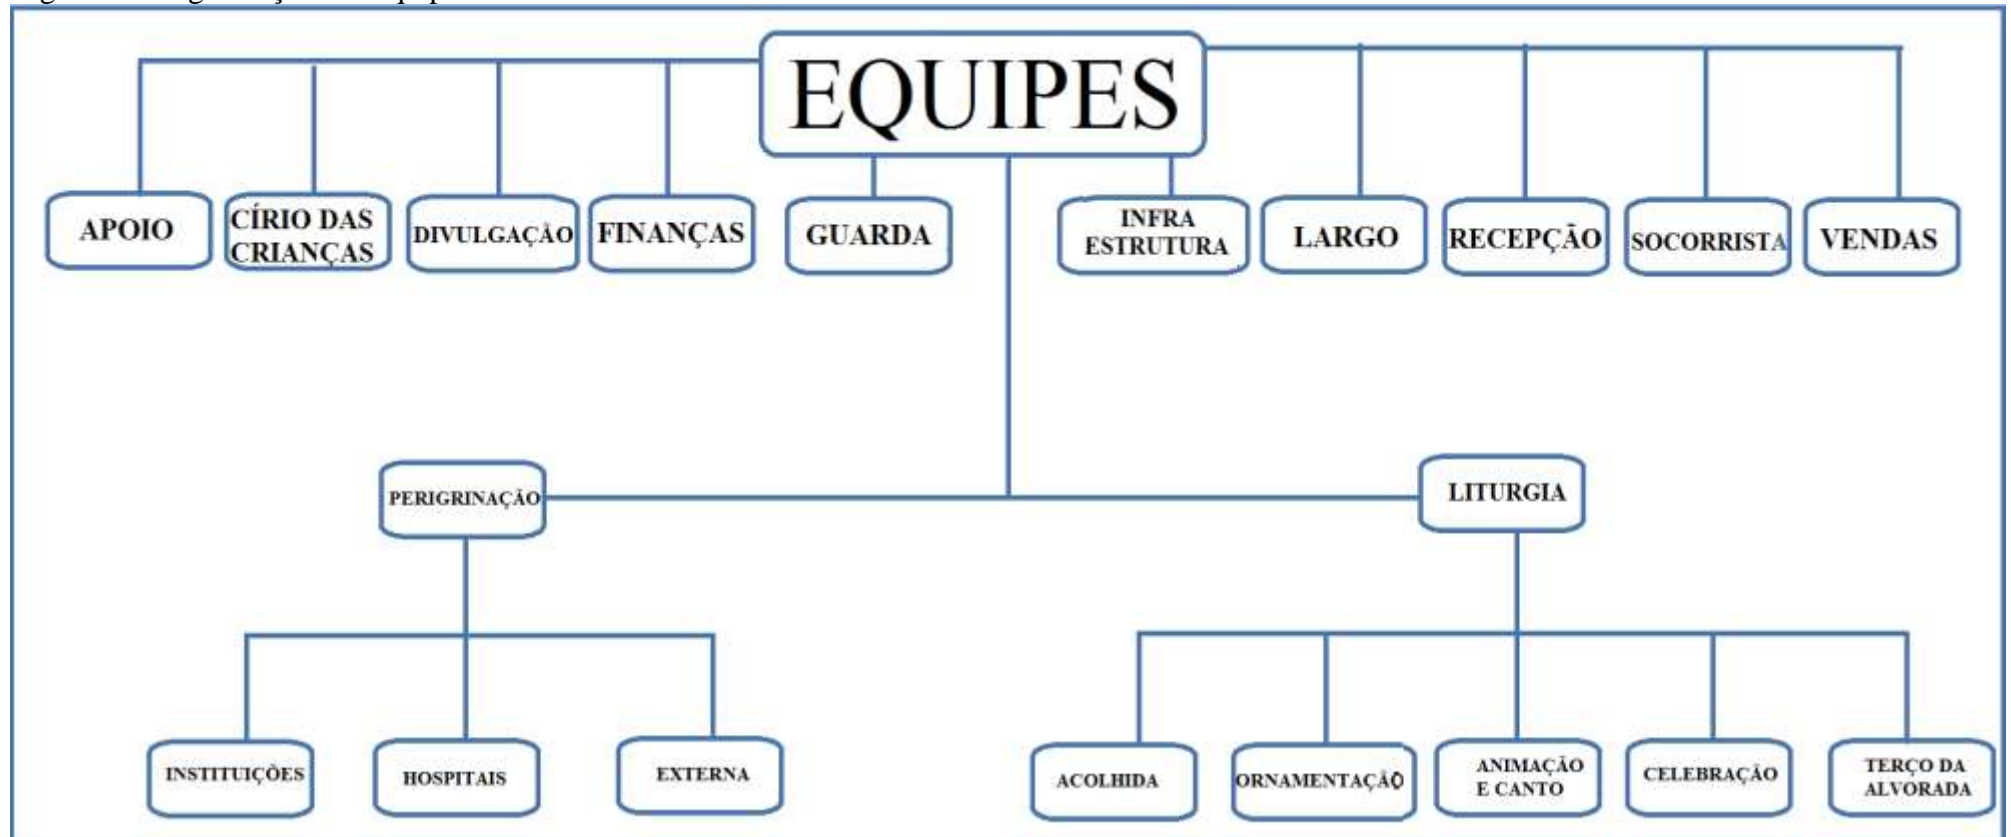 EQUIPES
APOIO
CÍRIO DAS
CRIANÇAS
DIVULGAÇÃO
FINANÇAS
GUARDA
INFRA
ESTRUTURA
LARGO
RECEPÇÃO
SOCORRISTA
VENDAS
PERIGRINAÇÃO
LITURGIA
INSTITUIÇÕES
HOSPITAIS
EXTERNA
ACOLHIDA
ORNAMENTAÇÃO
ANIMAÇÃO
E CANTO
CELEBRAÇÃO
TERÇO DA
ALVORADA